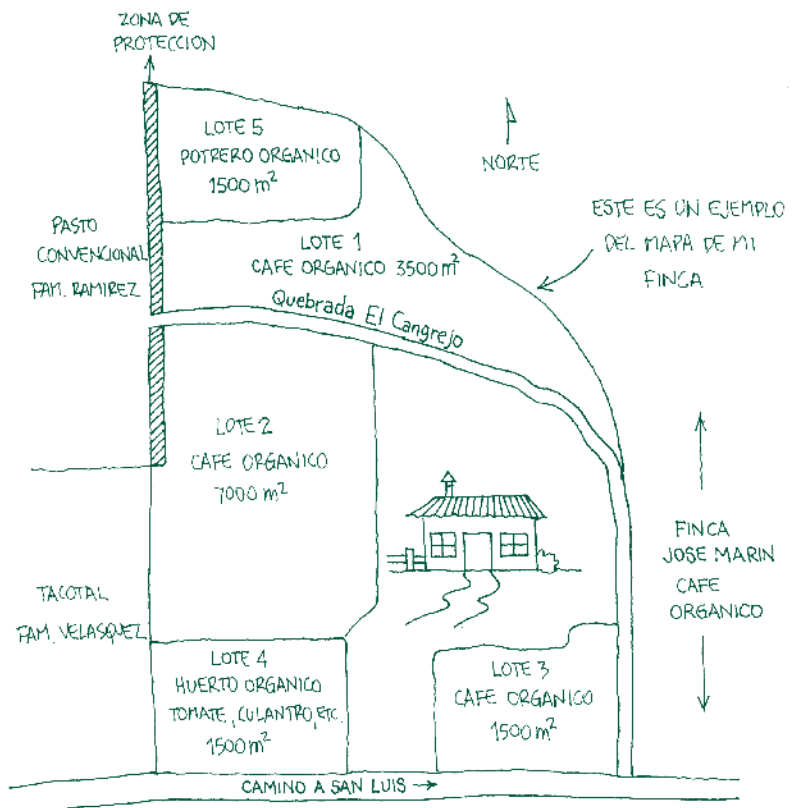 ZONA DE
PROTECCION
LOTE 5
POTRERO ORGANICO
1500 m²
NORTE
ESTE ES UN EJEMPLO
DEL MAPA DE MI
FINCA
PASTO
CONVENCIONAL
FAM. RAMIREZ
LOTE 1
CAFE ORGANICO 3500 m²
Quebrada El Cangrejo
LOTE 2
CAFE ORGANICO
7000 m²
FINCA
JOSE MARIN
CAFE
ORGANICO
TACOTAL
FAM. VELASQUEZ
LOTE 4
HUERTO ORGANICO
TOMATE, CULANTRO, ETC.
1500 m²
LOTE 3
CAFE ORGANICO
1500 m²
CAMINO A SAN LUIS →